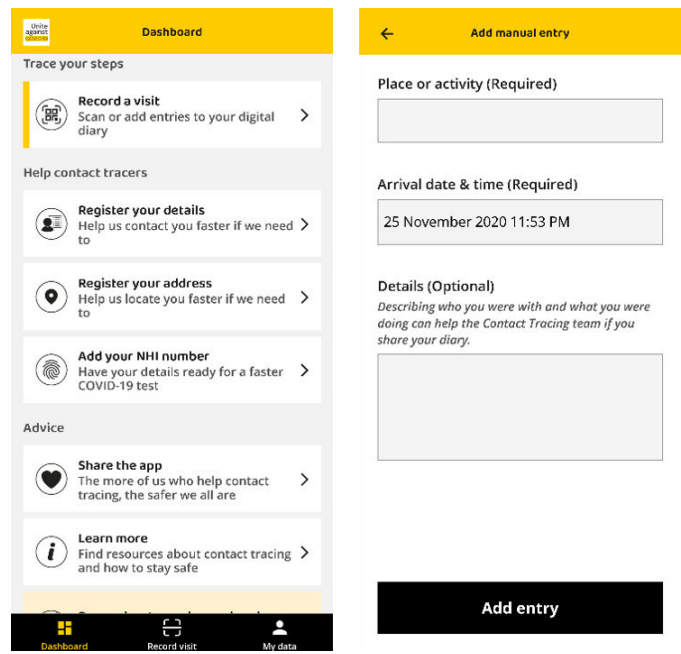 Unite
against
COVID-19
Dashboard
Trace your steps
Record a visit
Scan or add entries to your digital
diary
Help contact tracers
Register your details
Help us contact you faster if we need
to
Register your address
Help us locate you faster if we need
to
Add your NHI number
Have your details ready for a faster
COVID-19 test
Advice
Share the app
The more of us who help contact
tracing, the safer we all are
Learn more
Find resources about contact tracing
and how to stay safe
Dashboard
Record visit
My data
Add manual entry
Place or activity (Required)
Arrival date & time (Required)
25 November 2020 11:53 PM
Details (Optional)
Describing who you were with and what you were
doing can help the Contact Tracing team if you
share your diary.
Add entry